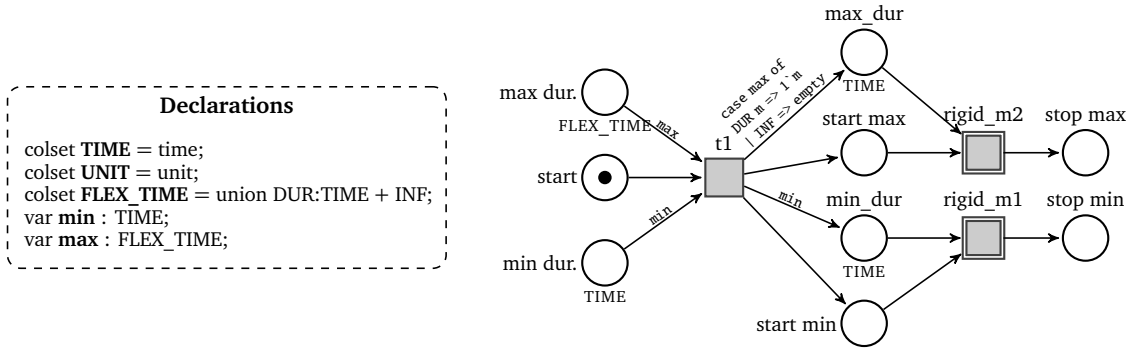 Declarations
colset TIME = time;
colset UNIT = unit;
colset FLEX_TIME = union DUR:TIME + INF;
var min : TIME;
var max : FLEX_TIME;
max dur.
FLEX_TIME
max
start
min dur.
TIME
min
t1
case max of
DUR m => 1`m
| INF => empty
max_dur
TIME
start max
rigid_m2
stop max
min
min_dur
TIME
rigid_m1
stop min
start min